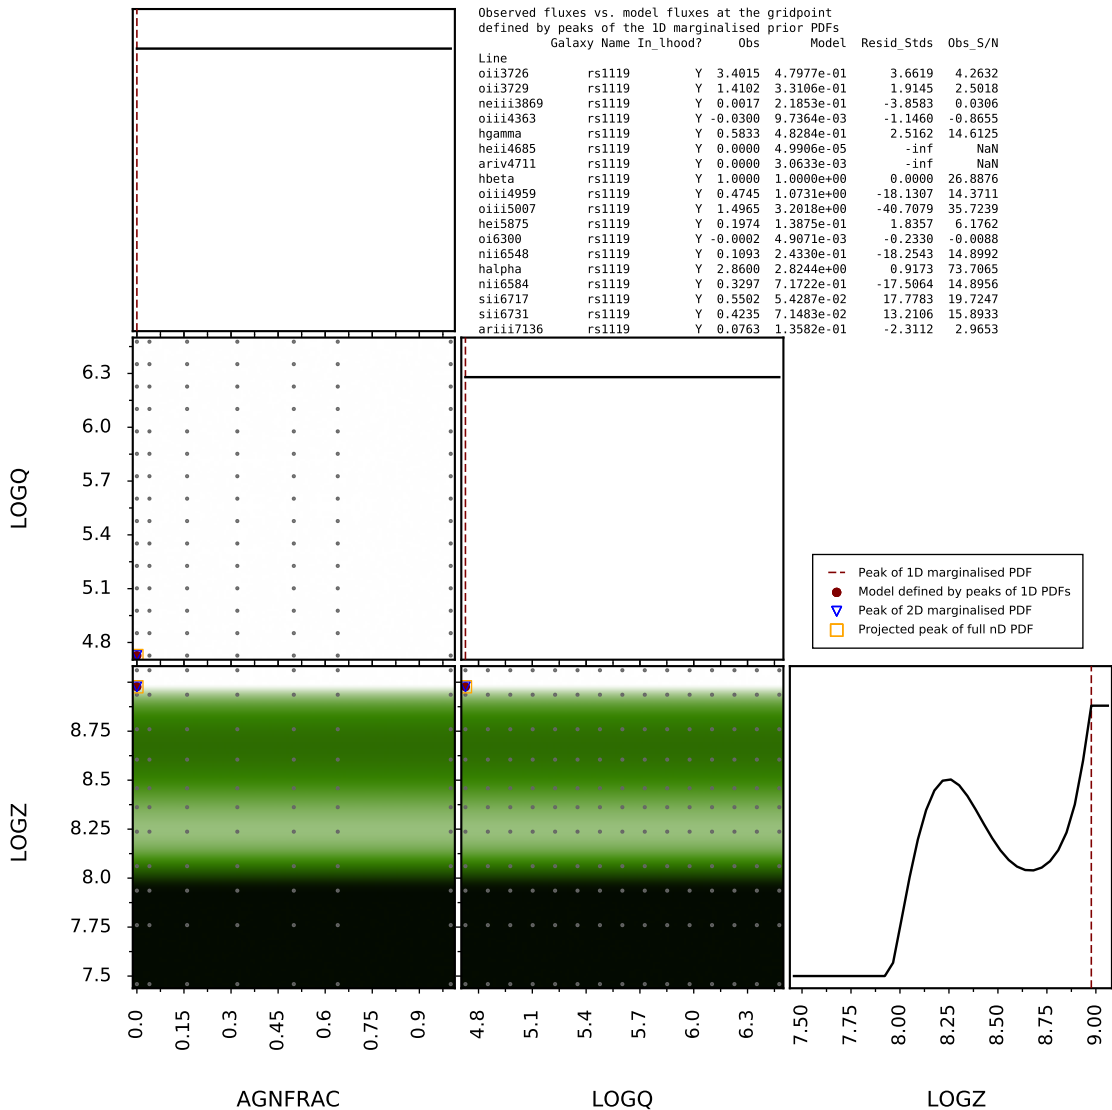 Observed fluxes vs. model fluxes at the gridpoint
defined by peaks of the 1D marginalised prior PDFs
Galaxy Name In_lhood? Obs Model Resid_Stds Obs_S/N
Line
oii3726 rs1119 Y 3.4015 4.7977e-01 3.6619 4.2632
oii3729 rs1119 Y 1.4102 3.3106e-01 1.9145 2.5018
neiii3869 rs1119 Y 0.0017 2.1853e-01 -3.8583 0.0306
oiii4363 rs1119 Y -0.0300 9.7364e-03 -1.1460 -0.8655
hgamma rs1119 Y 0.5833 4.8284e-01 2.5162 14.6125
heii4685 rs1119 Y 0.0000 4.9906e-05 -inf NaN
ariv4711 rs1119 Y 0.0000 3.0633e-03 -inf NaN
hbeta rs1119 Y 1.0000 1.0000e+00 0.0000 26.8876
oiii4959 rs1119 Y 0.4745 1.0731e+00 -18.1307 14.3711
oiii5007 rs1119 Y 1.4965 3.2018e+00 -40.7079 35.7239
hei5875 rs1119 Y 0.1974 1.3875e-01 1.8357 6.1762
oi6300 rs1119 Y -0.0002 4.9071e-03 -0.2330 -0.0088
nii6548 rs1119 Y 0.1093 2.4330e-01 -18.2543 14.8992
halpha rs1119 Y 2.8600 2.8244e+00 0.9173 73.7065
nii6584 rs1119 Y 0.3297 7.1722e-01 -17.5064 14.8956
sii6717 rs1119 Y 0.5502 5.4287e-02 17.7783 19.7247
sii6731 rs1119 Y 0.4235 7.1483e-02 13.2106 15.8933
ariii7136 rs1119 Y 0.0763 1.3582e-01 -2.3112 2.9653
6.3
6.0
5.7
5.4
5.1
4.8
LOGQ
Peak of 1D marginalised PDF
Model defined by peaks of 1D PDFs
Peak of 2D marginalised PDF
Projected peak of full nD PDF
8.75
8.5
8.25
8.0
7.75
7.5
LOGZ
0.0 0.15 0.3 0.45 0.6 0.75 0.9
4.8 5.1 5.4 5.7 6.0 6.3
7.50 7.75 8.00 8.25 8.50 8.75 9.00
AGNFRAC LOGQ LOGZ